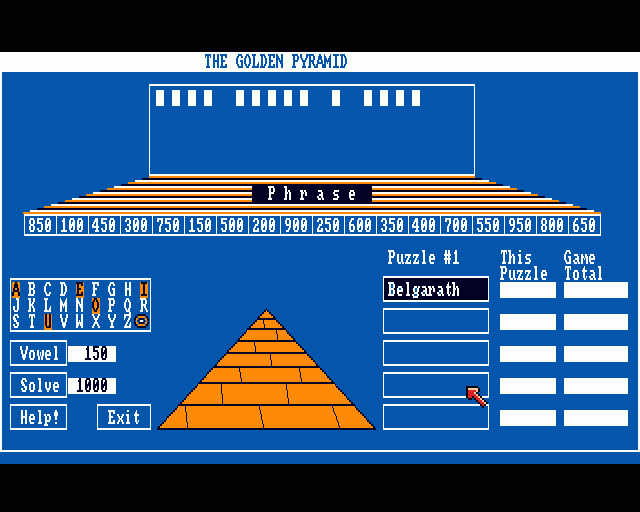 THE GOLDEN PYRAMID
Phrase
850 100 450 300 750 150 500 200 900 250 600 350 400 700 550 950 800 650
Puzzle #1
This Puzzle
Game Total
A B C D E F G H I
J K L M N O P Q R
S T U V W X Y Z
Belgarath
Vowel 150
Solve 1000
Help! Exit